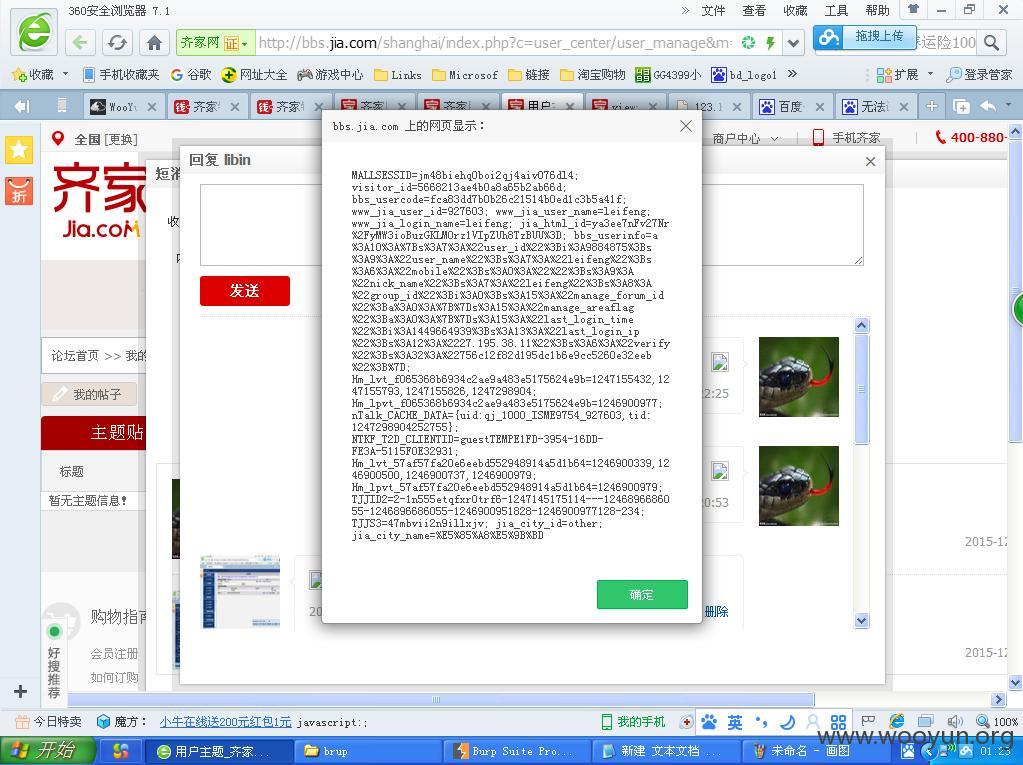 360安全浏览器 7.1
» 文件 查看 收藏 工具 帮助
齐家网 证 http://bbs.jia.com/shanghai/index.php?c=user_center/user_manage&m 拖拽上传 运险100
收藏 手机收藏夹 谷歌 网址大全 游戏中心 Links Microsof 链接 淘宝购物 GG4399小 bd_logo1 » 扩展 登录管家
WooY 齐家 齐家 齐家 齐家 用户 view 123. 百度 无法
全国 [更换] 商户中心 手机齐家 400-880-
齐家
Jia.com
折
短消
收
回复 libin
发送
bbs.jia.com 上的网页显示：
MALLSESSID=jm48biehq0boi2qj4aiv076dl4;
visitor_id=5668213ae4b0a8a65b2ab66d;
bbs_usercode=fca83dd7b0b26c21514b0ed1c3b5a41f;
www_jia_user_id=927603; www_jia_user_name=leifeng;
www_jia_login_name=leifeng; jia_html_id=ya3ee7nFv27Nr
%2FyMW3ioBuzGKLMOrz1VIpZUh8TzBUU%3D; bbs_userinfo=a
%3A10%3A%7Bs%3A7%3A%22user_id%22%3Bi%3A9884875%3Bs
%3A9%3A%22user_name%22%3Bs%3A7%3A%22leifeng%22%3Bs
%3A6%3A%22mobile%22%3Bs%3A0%3A%22%22%3Bs%3A9%3A
%22nick_name%22%3Bs%3A7%3A%22leifeng%22%3Bs%3A8%3A
%22group_id%22%3Bi%3A0%3Bs%3A15%3A%22manage_forum_id
%22%3Ba%3A0%3A%7B%7Ds%3A15%3A%22manage_areaflag
%22%3Ba%3A0%3A%7B%7Ds%3A15%3A%22last_login_time
%22%3Bi%3A1449664939%3Bs%3A13%3A%22last_login_ip
%22%3Bs%3A12%3A%2227.195.38.11%22%3Bs%3A6%3A%22verify
%22%3Bs%3A32%3A%22756c12f82d195dc1b6e9cc5260e32eeb
%22%3B%7D;
Hm_lvt_f065368b6934c2ae9a483e5175624e9b=1247155432,1
247155793,1247155826,1247298904;
Hm_lpvt_f065368b6934c2ae9a483e5175624e9b=1246900977;
nTalk_CACHE_DATA={uid:qj_1000_ISME9754_927603,tid:
1247298904252755};
NTKF_T2D_CLIENTID=guestTEMPE1FD-3954-16DD-
FE3A-5115F0E32931;
Hm_lvt_57af57fa20e6eebd552948914a5d1b64=1246900339,1
246900500,1246900737,1246900979;
Hm_lpvt_57af57fa20e6eebd552948914a5d1b64=1246900979;
TJJID2=2-1n555etqfxr0trf6-1247145175114---12468966860
55-1246896686055-1246900951828-1246900977128-234;
TJJS3=47mbvii2n9illxjv; jia_city_id=other;
jia_city_name=%E5%85%A8%E5%9B%BD
确定
论坛首页 >> 我的
我的帖子
主题贴
标题
暂无主题信息！
22:25
0:53
20
删除
2015-12
2015-12
购物指南
会员注册
如何订购
好搜推荐
今日特卖 魔方： 小牛在线送200元红包1元 javascript:; 我的手机 英 100%
www.wooyun.org
开始 用户主题_齐家... brup Burp Suite Pro... 新建 文本文档 ... 未命名 - 画图 01:23